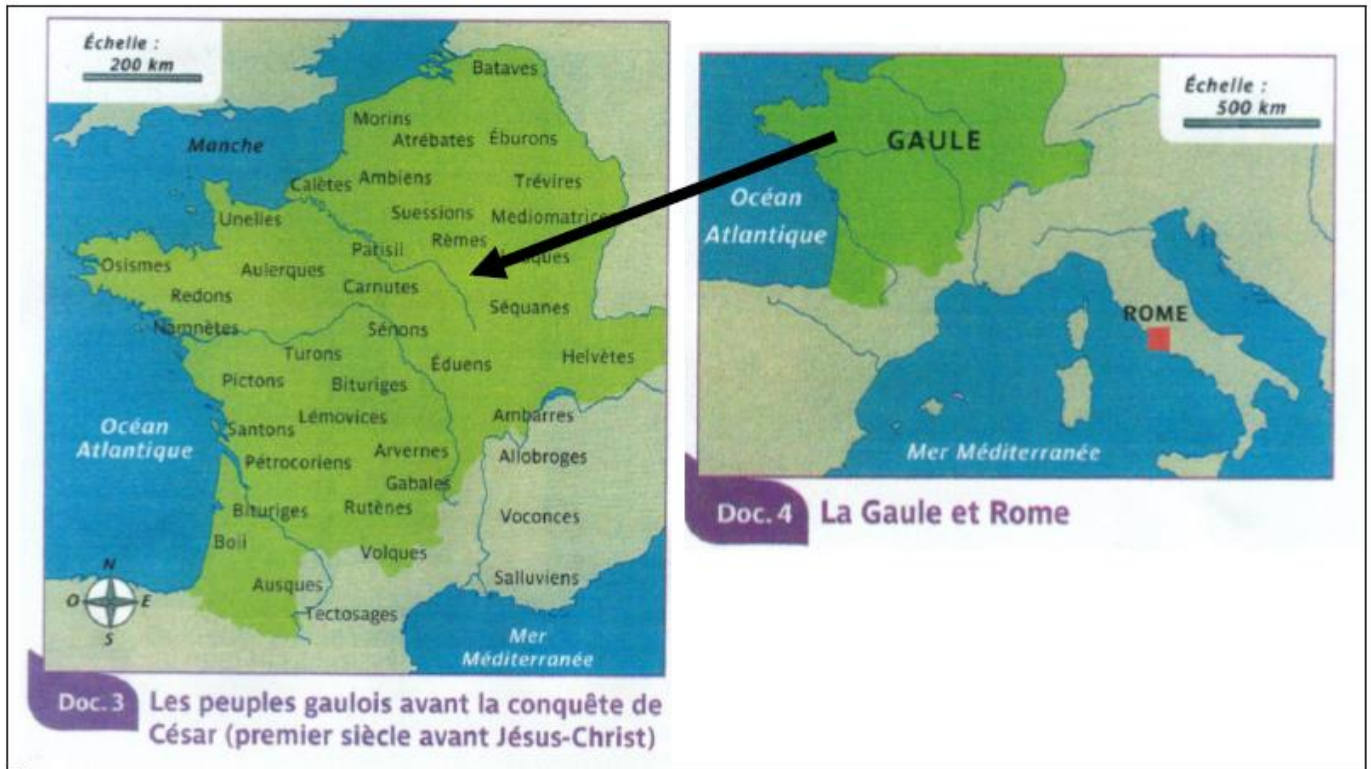 Échelle :
200 km
Bataves
Morins
Atrébates Éburons
Manche
Calètes Ambiens Trévires
Unelles Suessions Médiomatrices
Patisii Rèmes
Osismes Aulerques
Redons Carnutes Séquanes
Namnètes Sénons
Turons Éduens Helvètes
Pictons Bituriges
Océan
Atlantique
Lémovices Ambarres
Santons
Arvernes Allobroges
Pétrocoriens
Gabales
Bituriges Rutènes Voconces
Boii Volques
N
O E
S
Ausques Salluviens
Tectosages
Mer
Méditerranée
Doc. 3 Les peuples gaulois avant la conquête de
César (premier siècle avant Jésus-Christ)
Échelle :
500 km
GAULE
Océan
Atlantique
ROME
Mer Méditerranée
Doc. 4 La Gaule et Rome